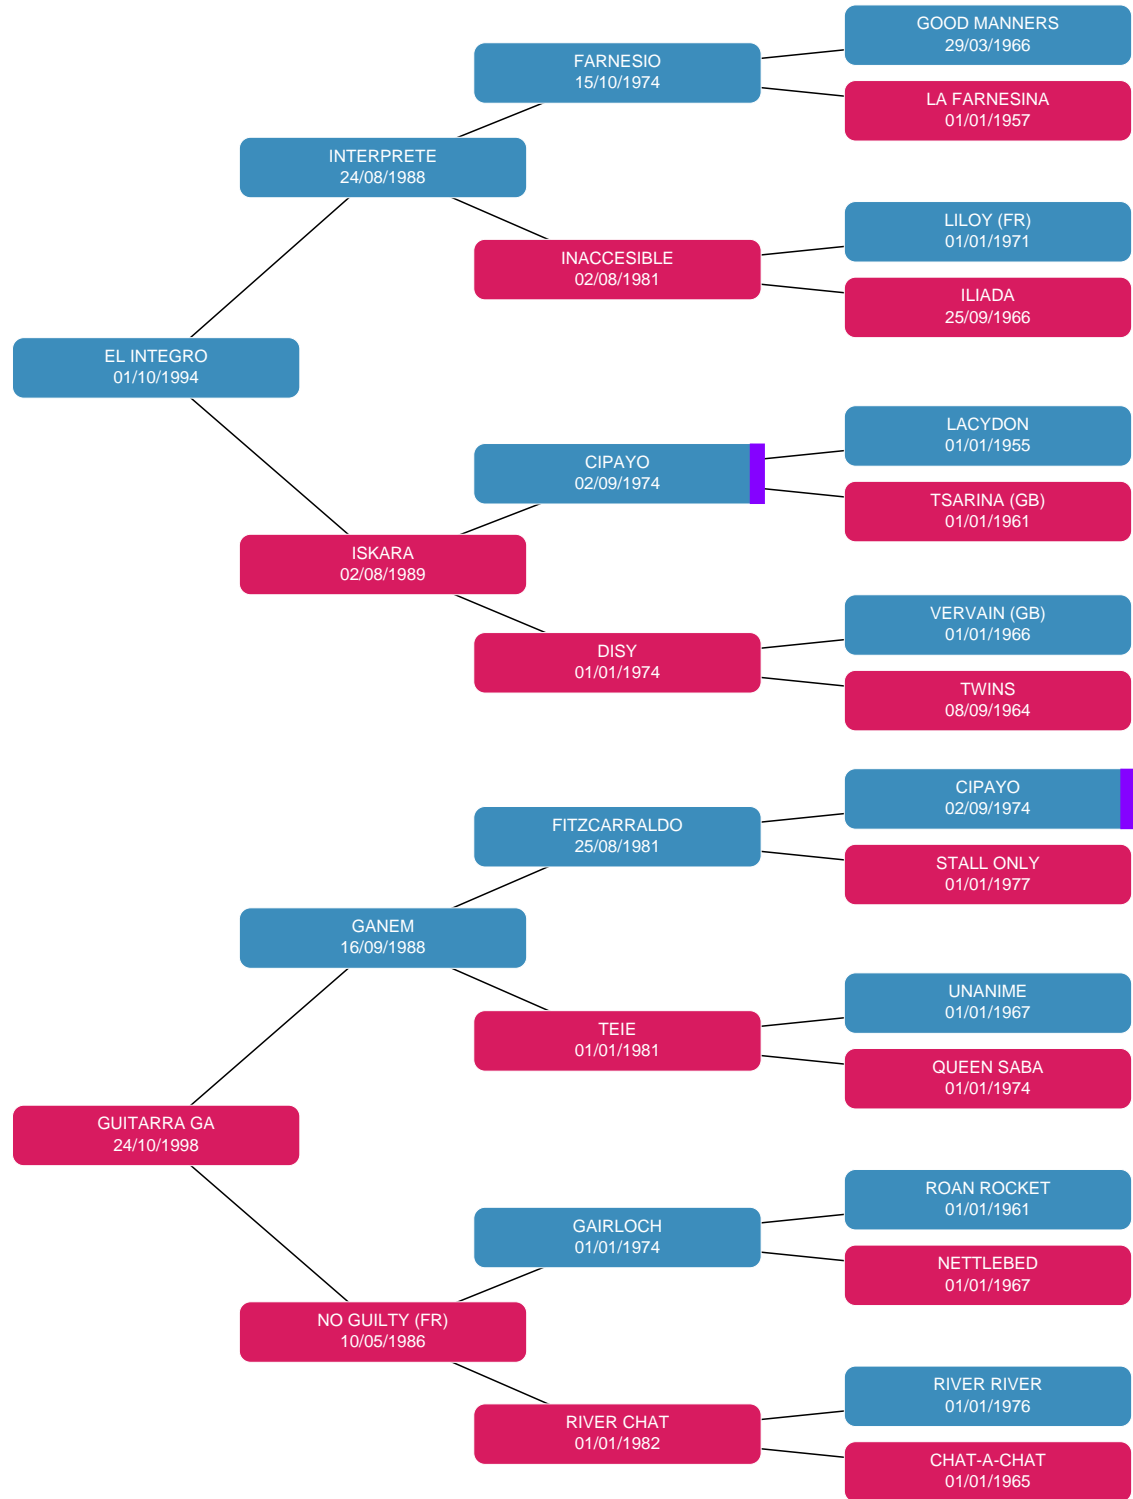 GOOD MANNERS
29/03/1966
FARNESIO
15/10/1974
LA FARNESINA
01/01/1957
INTERPRETE
24/08/1988
LILOY (FR)
01/01/1971
INACCESIBLE
02/08/1981
ILIADA
25/09/1966
EL INTEGRO
01/10/1994
LACYDON
01/01/1955
CIPAYO
02/09/1974
TSARINA (GB)
01/01/1961
ISKARA
02/08/1989
VERVAIN (GB)
01/01/1966
DISY
01/01/1974
TWINS
08/09/1964
CIPAYO
02/09/1974
FITZCARRALDO
25/08/1981
STALL ONLY
01/01/1977
GANEM
16/09/1988
UNANIME
01/01/1967
TEIE
01/01/1981
QUEEN SABA
01/01/1974
GUITARRA GA
24/10/1998
ROAN ROCKET
01/01/1961
GAIRLOCH
01/01/1974
NETTLEBED
01/01/1967
NO GUILTY (FR)
10/05/1986
RIVER RIVER
01/01/1976
RIVER CHAT
01/01/1982
CHAT-A-CHAT
01/01/1965